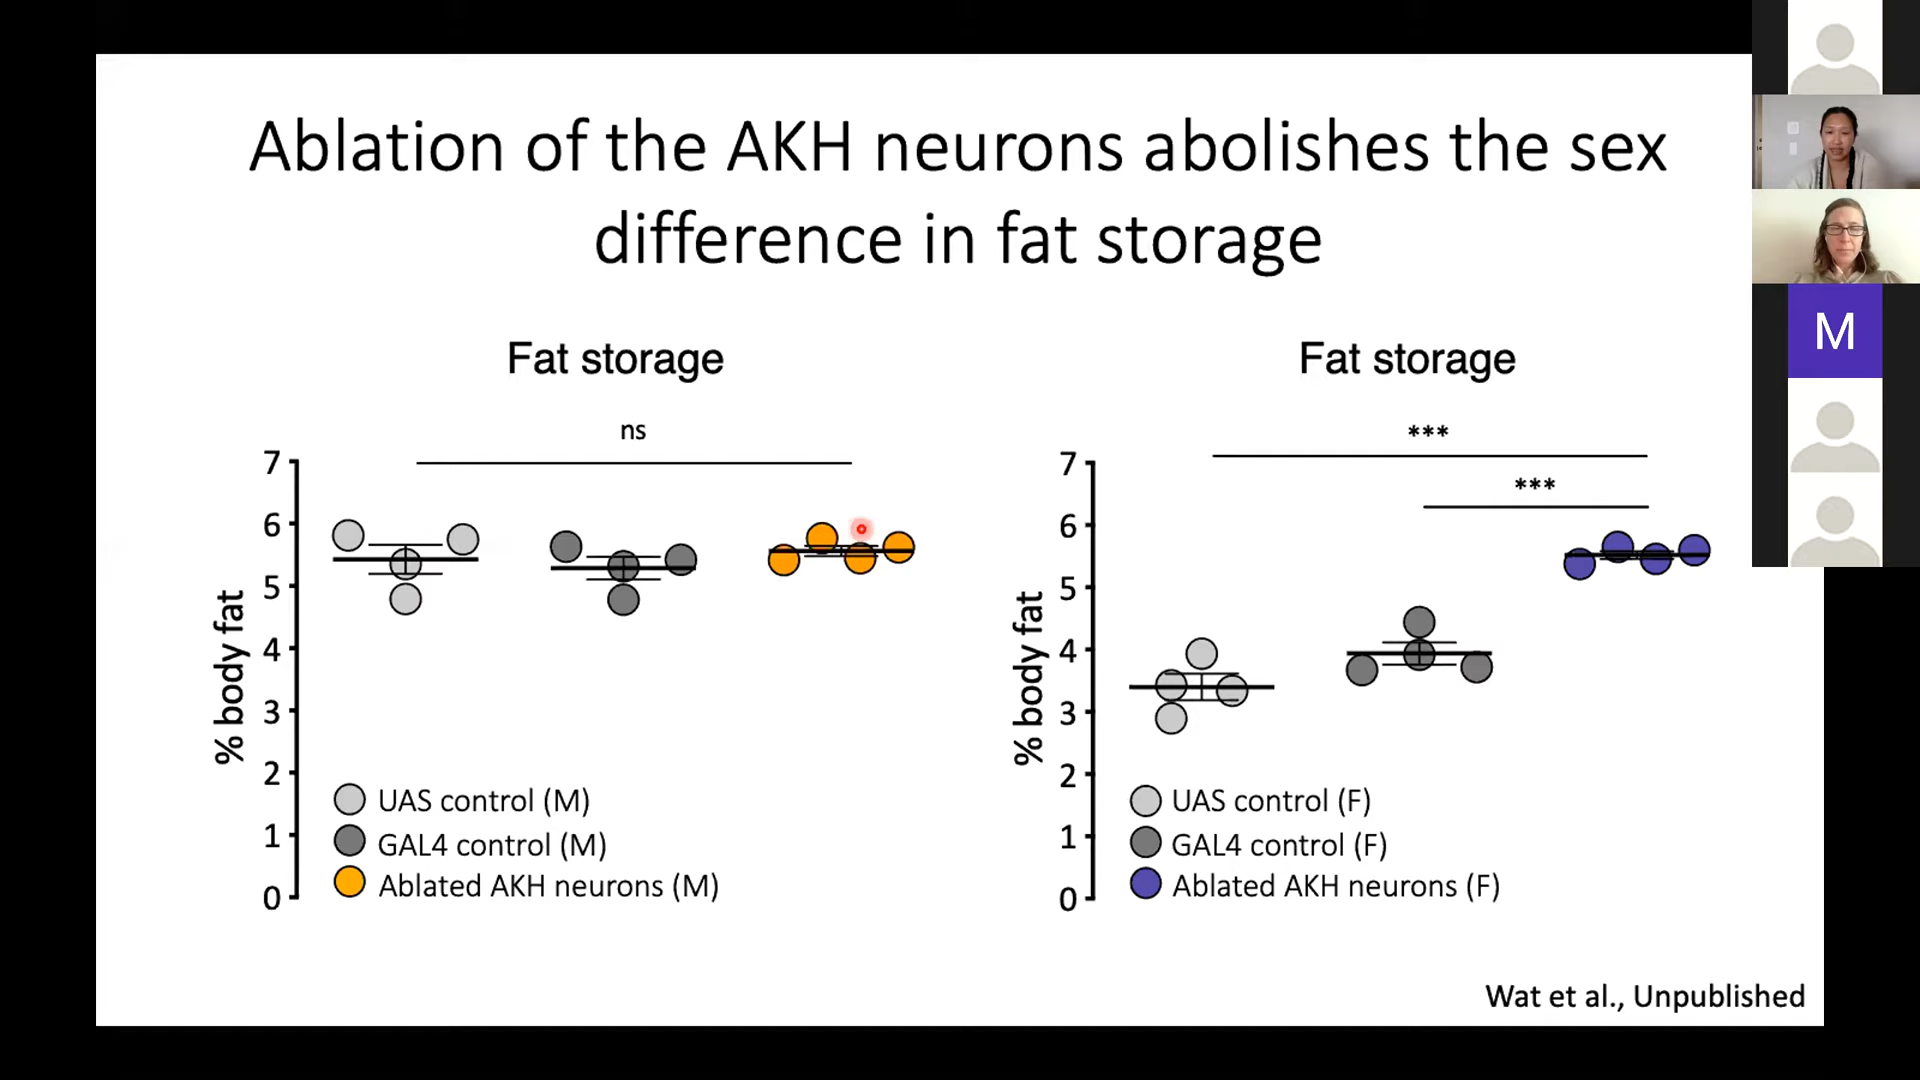 Ablation of the AKH neurons abolishes the sex
difference in fat storage
Fat storage
ns
7
6
5
4
3
2
1
0
% body fat
UAS control (M)
GAL4 control (M)
Ablated AKH neurons (M)
Fat storage
***
***
7
6
5
4
3
2
1
0
% body fat
UAS control (F)
GAL4 control (F)
Ablated AKH neurons (F)
Wat et al., Unpublished
M